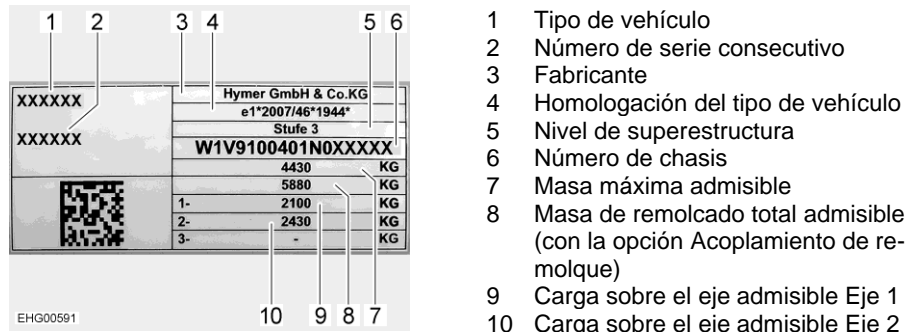 1 2 3 4 5 6
XXXXXX
XXXXXX
Hymer GmbH & Co.KG
e1*2007/46*1944*
Stufe 3
W1V9100401N0XXXXX
4430 KG
5880 KG
1- 2100 KG
2- 2430 KG
3- - KG
10 9 8 7
EHG00591
1 Tipo de vehículo
2 Número de serie consecutivo
3 Fabricante
4 Homologación del tipo de vehículo
5 Nivel de superestructura
6 Número de chasis
7 Masa máxima admisible
8 Masa de remolcado total admisible
(con la opción Acoplamiento de re-
molque)
9 Carga sobre el eje admisible Eje 1
10 Carga sobre el eje admisible Eje 2